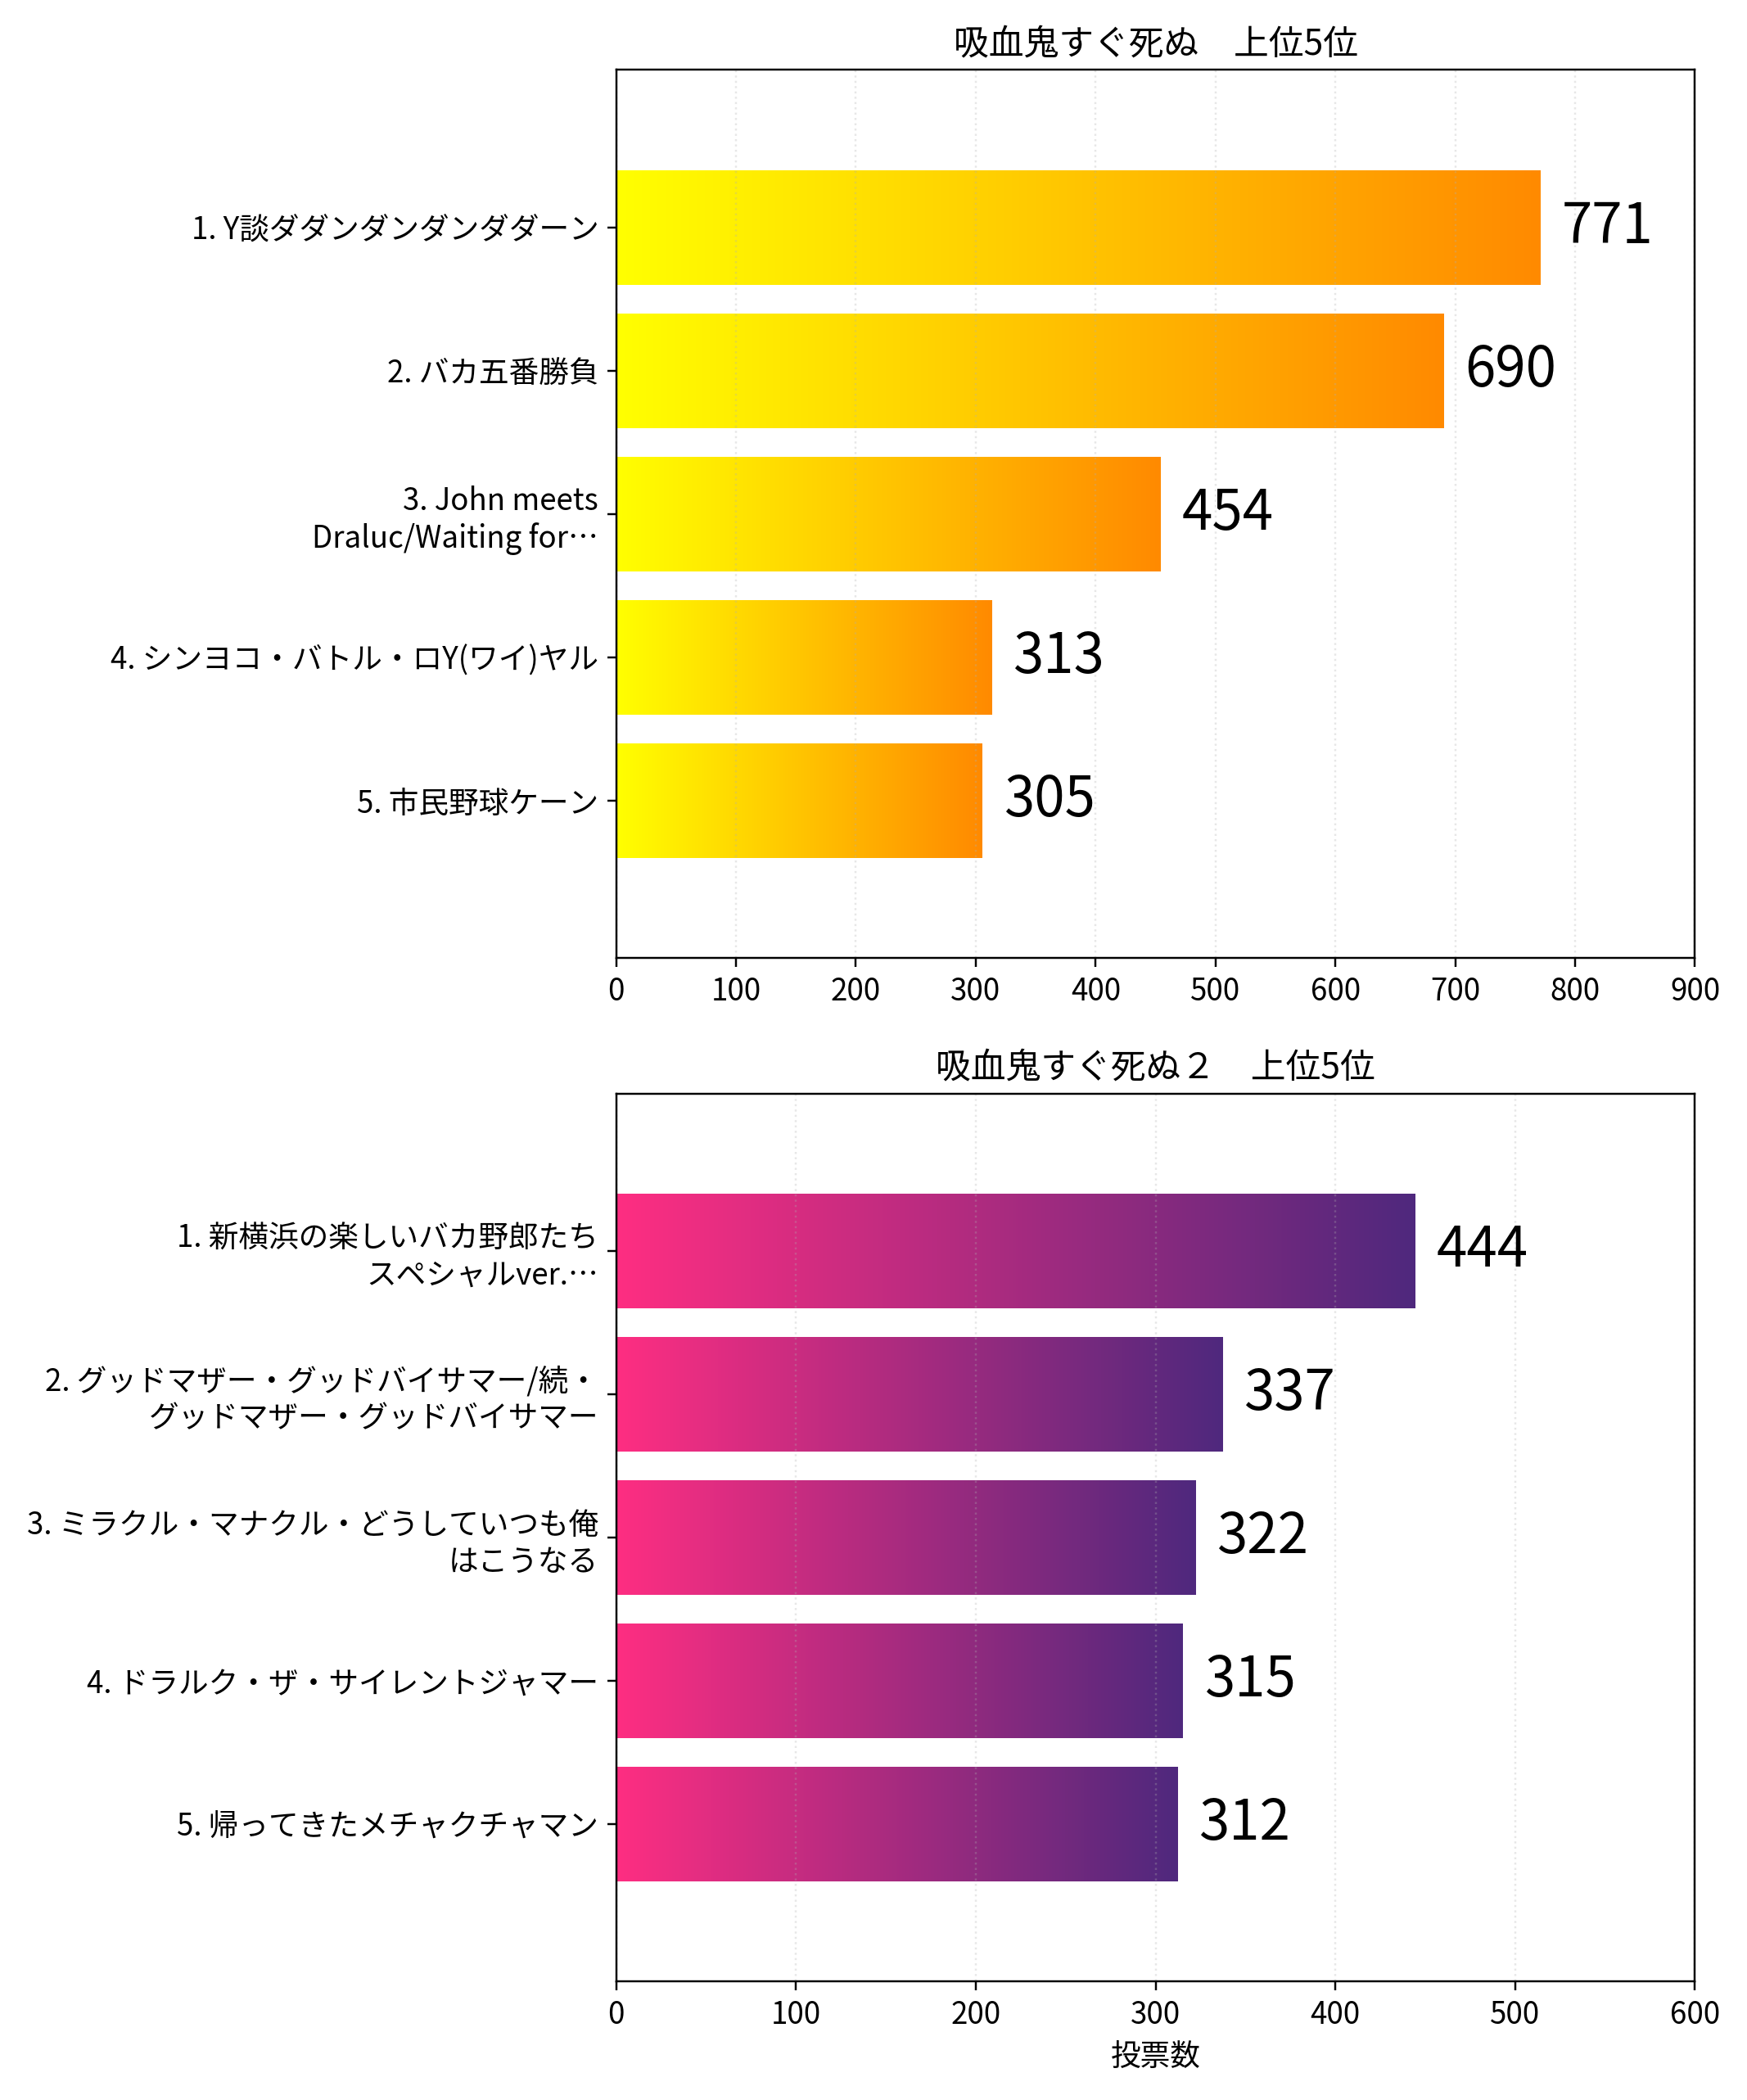 吸血鬼すぐ死ぬ　上位5位
1. Y談ダダンダンダンダダーン
771
2. バカ五番勝負
690
3. John meets
Draluc/Waiting for…
454
4. シンヨコ・バトル・ロY(ワイ)ヤル
313
5. 市民野球ケーン
305
0 100 200 300 400 500 600 700 800 900
吸血鬼すぐ死ぬ２　上位5位
1. 新横浜の楽しいバカ野郎たち
スペシャルver.…
444
2. グッドマザー・グッドバイサマー/続・
グッドマザー・グッドバイサマー
337
3. ミラクル・マナクル・どうしていつも俺
はこうなる
322
4. ドラルク・ザ・サイレントジャマー
315
5. 帰ってきたメチャクチャマン
312
0 100 200 300 400 500 600
投票数